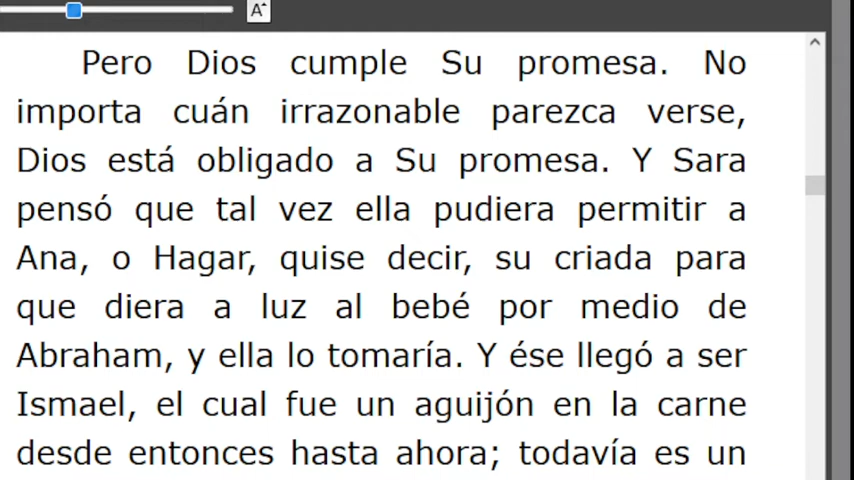 A
Pero Dios cumple Su promesa. No
importa cuán irrazonable parezca verse,
Dios está obligado a Su promesa. Y Sara
pensó que tal vez ella pudiera permitir a
Ana, o Hagar, quise decir, su criada para
que diera a luz al bebé por medio de
Abraham, y ella lo tomaría. Y ése llegó a ser
Ismael, el cual fue un aguijón en la carne
desde entonces hasta ahora; todavía es un